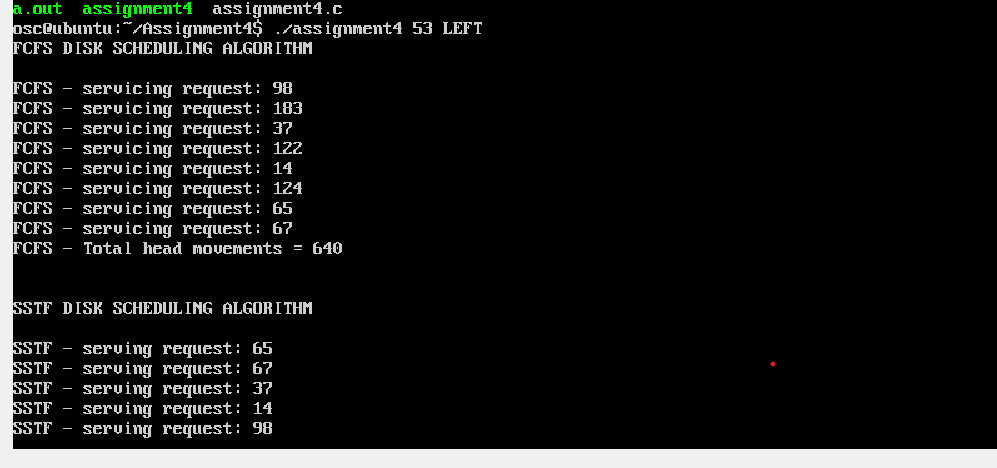 a.out assignment4 assignment4.c
osc@ubuntu:~/Assignment4$ ./assignment4 53 LEFT
FCFS DISK SCHEDULING ALGORITHM
FCFS - servicing request: 98
FCFS - servicing request: 183
FCFS - servicing request: 37
FCFS - servicing request: 122
FCFS - servicing request: 14
FCFS - servicing request: 124
FCFS - servicing request: 65
FCFS - servicing request: 67
FCFS - Total head movements = 640
SSTF DISK SCHEDULING ALGORITHM
SSTF - serving request: 65
SSTF - serving request: 67
SSTF - serving request: 37
SSTF - serving request: 14
SSTF - serving request: 98